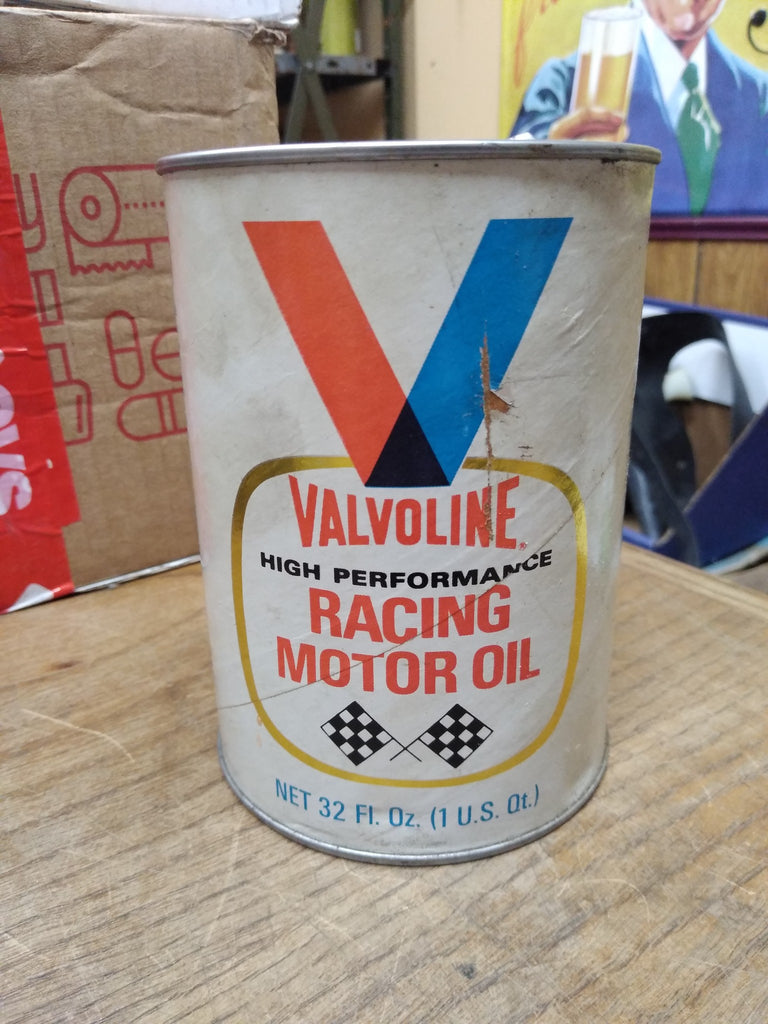 VALVOLINE
HIGH PERFORMANCE
RACING
MOTOR OIL
NET 32 Fl. Oz. (1 U.S. Qt.)